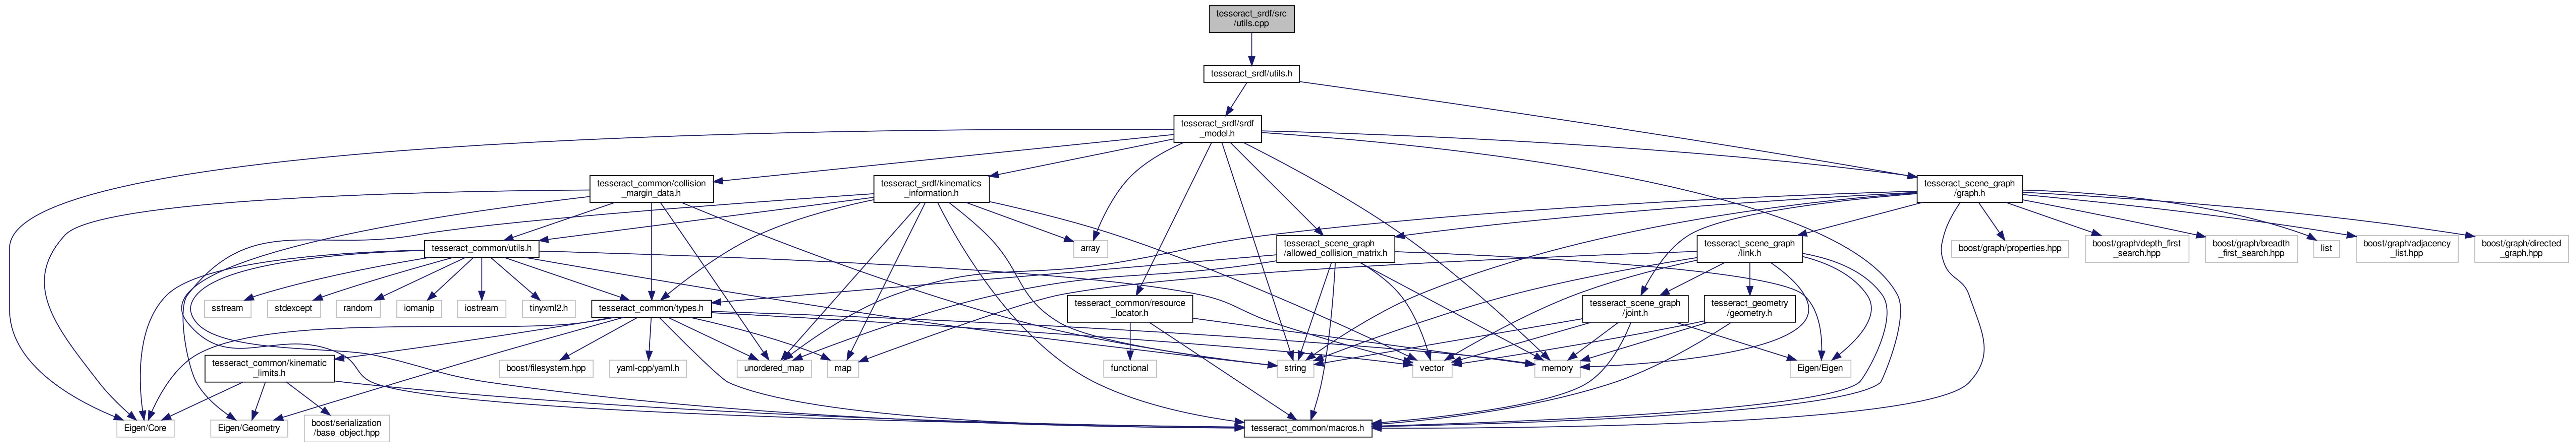 tesseract_srdf/src
/utils.cpp
tesseract_srdf/utils.h
tesseract_srdf/srdf
_model.h
tesseract_common/collision
_margin_data.h
tesseract_srdf/kinematics
_information.h
tesseract_scene_graph
/graph.h
tesseract_common/utils.h
array
tesseract_scene_graph
/allowed_collision_matrix.h
tesseract_scene_graph
/link.h
boost/graph/properties.hpp
boost/graph/depth_first
_search.hpp
boost/graph/breadth
_first_search.hpp
list
boost/graph/adjacency
_list.hpp
boost/graph/directed
_graph.hpp
sstream
stdexcept
random
iomanip
iostream
tinyxml2.h
tesseract_common/types.h
tesseract_common/resource
_locator.h
tesseract_scene_graph
/joint.h
tesseract_geometry
/geometry.h
tesseract_common/kinematic
_limits.h
boost/filesystem.hpp
yaml-cpp/yaml.h
unordered_map
map
functional
string
vector
memory
Eigen/Eigen
Eigen/Core
Eigen/Geometry
boost/serialization
/base_object.hpp
tesseract_common/macros.h